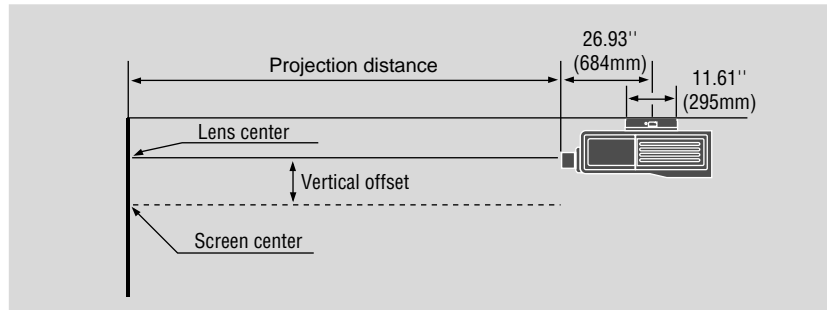 26.93''
(684mm)
Projection distance
11.61''
(295mm)
Lens center
Vertical offset
Screen center